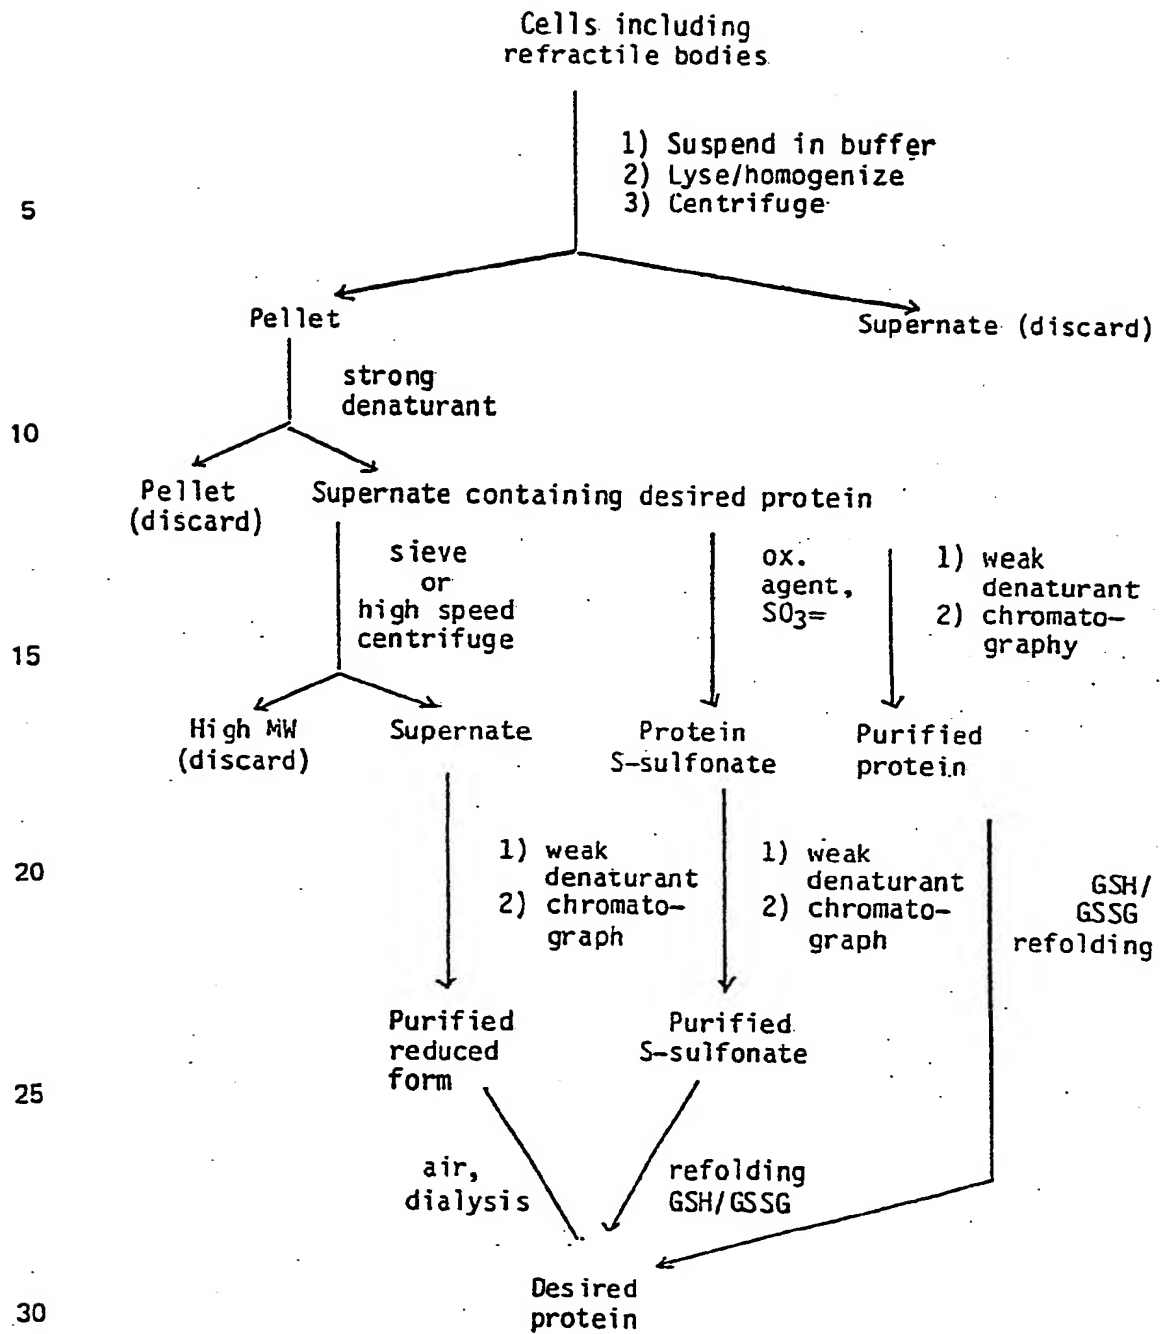 Cells including
refractile bodies
1) Suspend in buffer
2) Lyse/homogenize
3) Centrifuge
5
Pellet
Supernate (discard)
strong
denaturant
10
Pellet
(discard)
Supernate containing desired protein
sieve
or
high speed
centrifuge
ox.
agent,
SO3=
1) weak
denaturant
2) chromato-
graphy
15
High MW
(discard)
Supernate
Protein
S-sulfonate
Purified
protein
1) weak
denaturant
2) chromato-
graph
1) weak
denaturant
2) chromato-
graph
20
GSH/
GSSG
refolding
Purified
reduced
form
Purified
S-sulfonate
25
air,
dialysis
refolding
GSH/GSSG
Desired
protein
30